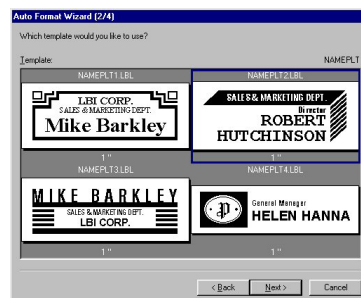 Auto Format Wizard (2/4)
Which template would you like to use?
Template: NAMEPLT
NAMEPLT1.LBL NAMEPLT2.LBL
LBI CORP.
SALES & MARKETING DEPT.
Mike Barkley
SALES & MARKETING DEPT.
Director
ROBERT
HUTCHINSON
1 " 1 "
NAMEPLT3.LBL NAMEPLT4.LBL
MIKE BARKLEY
SALES & MARKETING DEPT.
LBI CORP.
P
General Manager
HELEN HANNA
1 " 1 "
< Back Next > Cancel